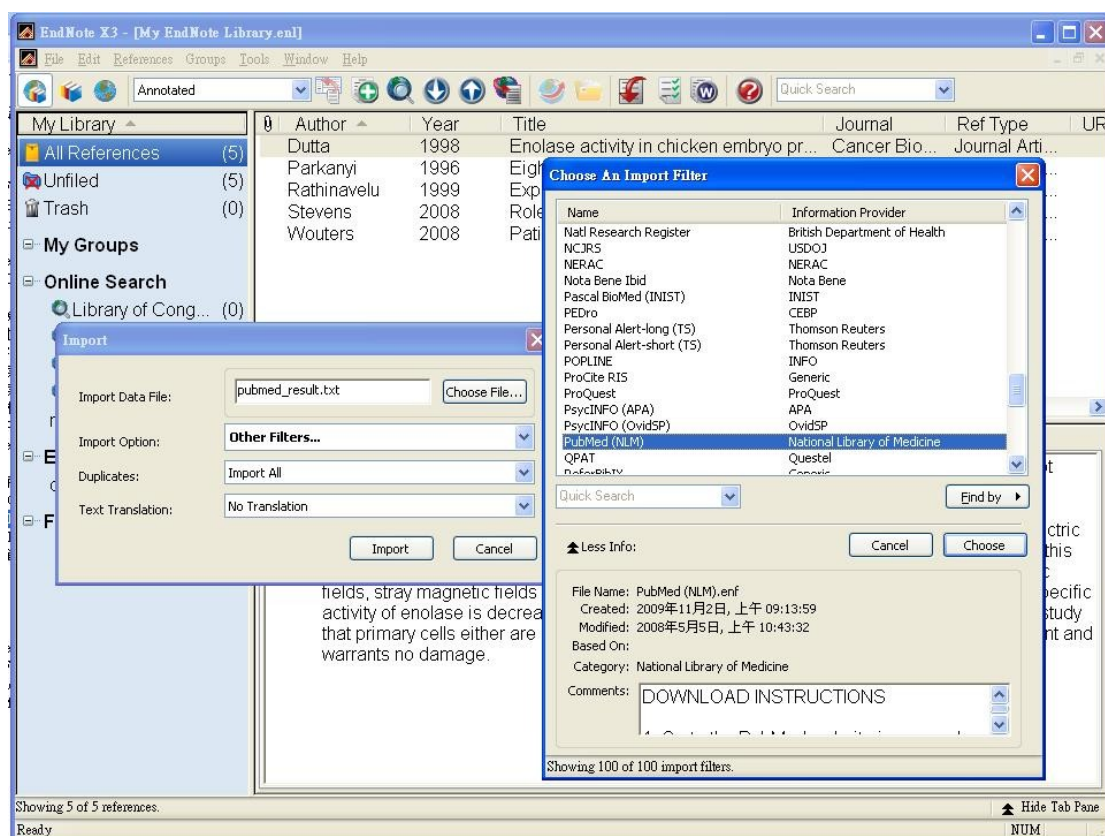 EndNote X3 - [My EndNote Library.enl]
File Edit References Groups Tools Window Help
Annotated
Quick Search
My Library
Author Year Title Journal Ref Type UR
All References (5)
Unfiled (5)
Trash (0)
My Groups
Online Search
Library of Cong... (0)
Dutta 1998 Enolase activity in chicken embryo pr... Cancer Bio... Journal Arti...
Parkanyi 1996 Eigh
Rathinavelu 1999 Exp
Stevens 2008 Role
Wouters 2008 Pati
Import
Import Data File: pubmed_result.txt Choose File...
Import Option: Other Filters...
Duplicates: Import All
Text Translation: No Translation
Import Cancel
Choose An Import Filter
Name Information Provider
Natl Research Register British Department of Health
NCJRS USDOJ
NERAC NERAC
Nota Bene Ibid Nota Bene
Pascal BioMed (INIST) INIST
PEDro CEBP
Personal Alert-long (TS) Thomson Reuters
Personal Alert-short (TS) Thomson Reuters
POPLINE INFO
ProCite RIS Generic
ProQuest ProQuest
PsycINFO (APA) APA
PsycINFO (OvidSP) OvidSP
PubMed (NLM) National Library of Medicine
QPAT Questel
Quick Search Find by
Less Info: Cancel Choose
File Name: PubMed (NLM).enf
Created: 2009年11月2日, 上午 09:13:59
Modified: 2008年5月5日, 上午 10:43:32
Based On:
Category: National Library of Medicine
Comments: DOWNLOAD INSTRUCTIONS
Showing 100 of 100 import filters.
ctric
this
fields, stray magnetic fields
pecific
activity of enolase is decrea
study
that primary cells either are
nt and
warrants no damage.
Showing 5 of 5 references.
Hide Tab Pane
Ready
NUM